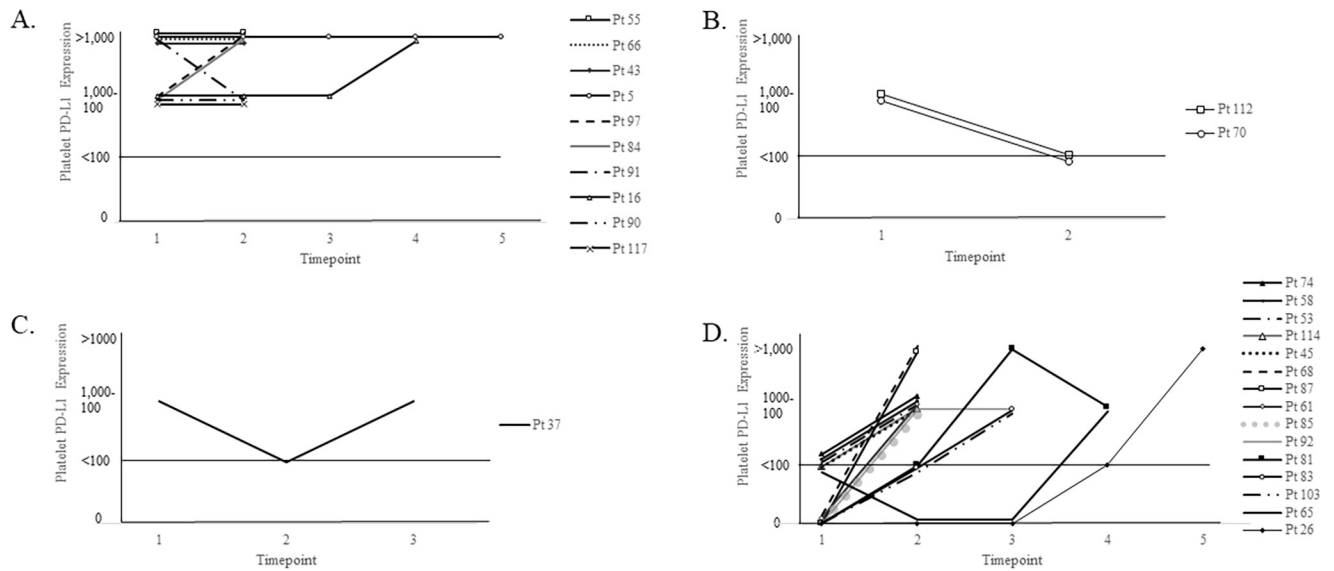 A.
Platelet PD-L1 Expression
>1,000
1,000-
100
<100
0
1
2
3
4
5
Timepoint
Pt 55
Pt 66
Pt 43
Pt 5
Pt 97
Pt 84
Pt 91
Pt 16
Pt 90
Pt 117
B.
Platelet PD-L1 Expression
>1,000
1,000-
100
<100
0
1
2
Timepoint
Pt 112
Pt 70
C.
Platelet PD-L1 Expression
>1000
1,000-
100
<100
0
1
2
3
Timepoint
Pt 37
D.
Platelet PD-L1 Expression
>1,000
1000-
100
<100
0
1
2
3
4
5
Timepoint
Pt 74
Pt 58
Pt 53
Pt 114
Pt 45
Pt 68
Pt 87
Pt 61
Pt 85
Pt 92
Pt 81
Pt 83
Pt 103
Pt 65
Pt 26